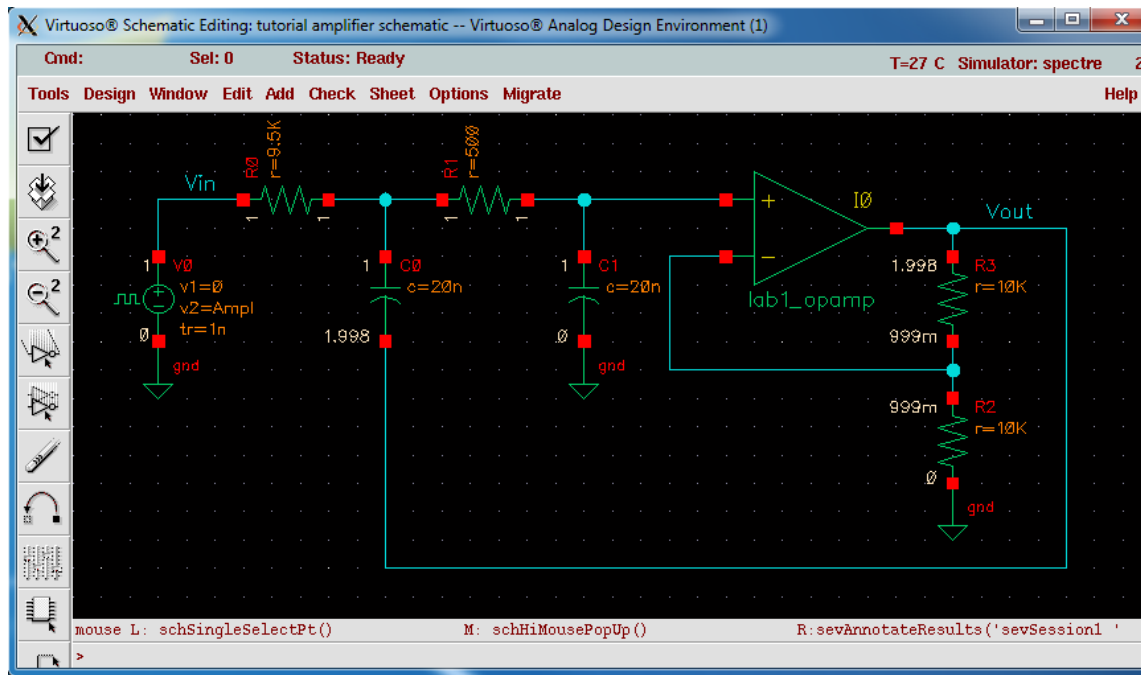 Virtuoso® Schematic Editing: tutorial amplifier schematic -- Virtuoso® Analog Design Environment (1)
Cmd: Sel: 0 Status: Ready T=27 C Simulator: spectre 2
Tools Design Window Edit Add Check Sheet Options Migrate Help
R0
r=9.5K
R1
r=500
Vin
1 1 1 1
I0
+
−
lab1_opamp
Vout
1 V0
v1=0
v2=Ampl
tr=1n
0
gnd
1 C0
c=20n
1.998
1 C1
c=20n
.0
gnd
1.998 R3
r=10K
999m
999m R2
r=10K
.0
gnd
2
2
mouse L: schSingleSelectPt() M: schHiMousePopUp() R:sevAnnotateResults('sevSession1 '
>